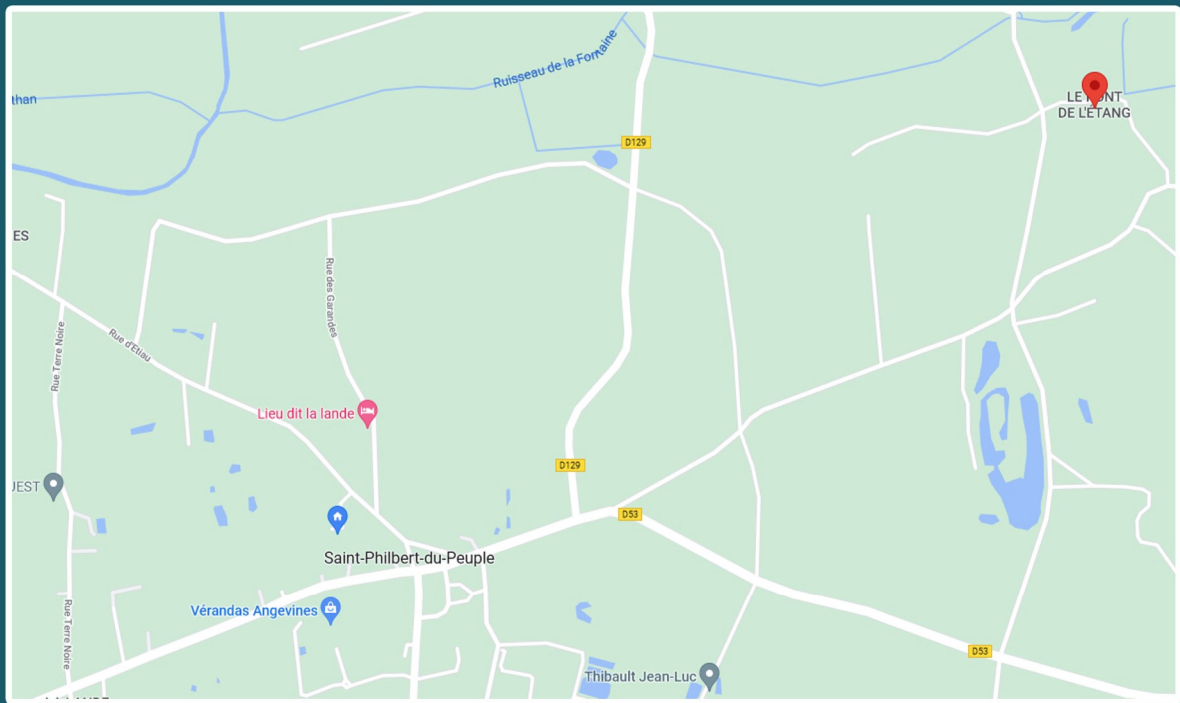 Ruisseau de la Fontaine
than
LE PONT
DE L'ÉTANG
D129
ES
Rue des Garandes
Rue Terre Noire
Rue d'Etiau
Lieu dit la lande
D129
UEST
D53
Saint-Philbert-du-Peuple
Vérandas Angevines
Rue Terre Noire
D53
Thibault Jean-Luc